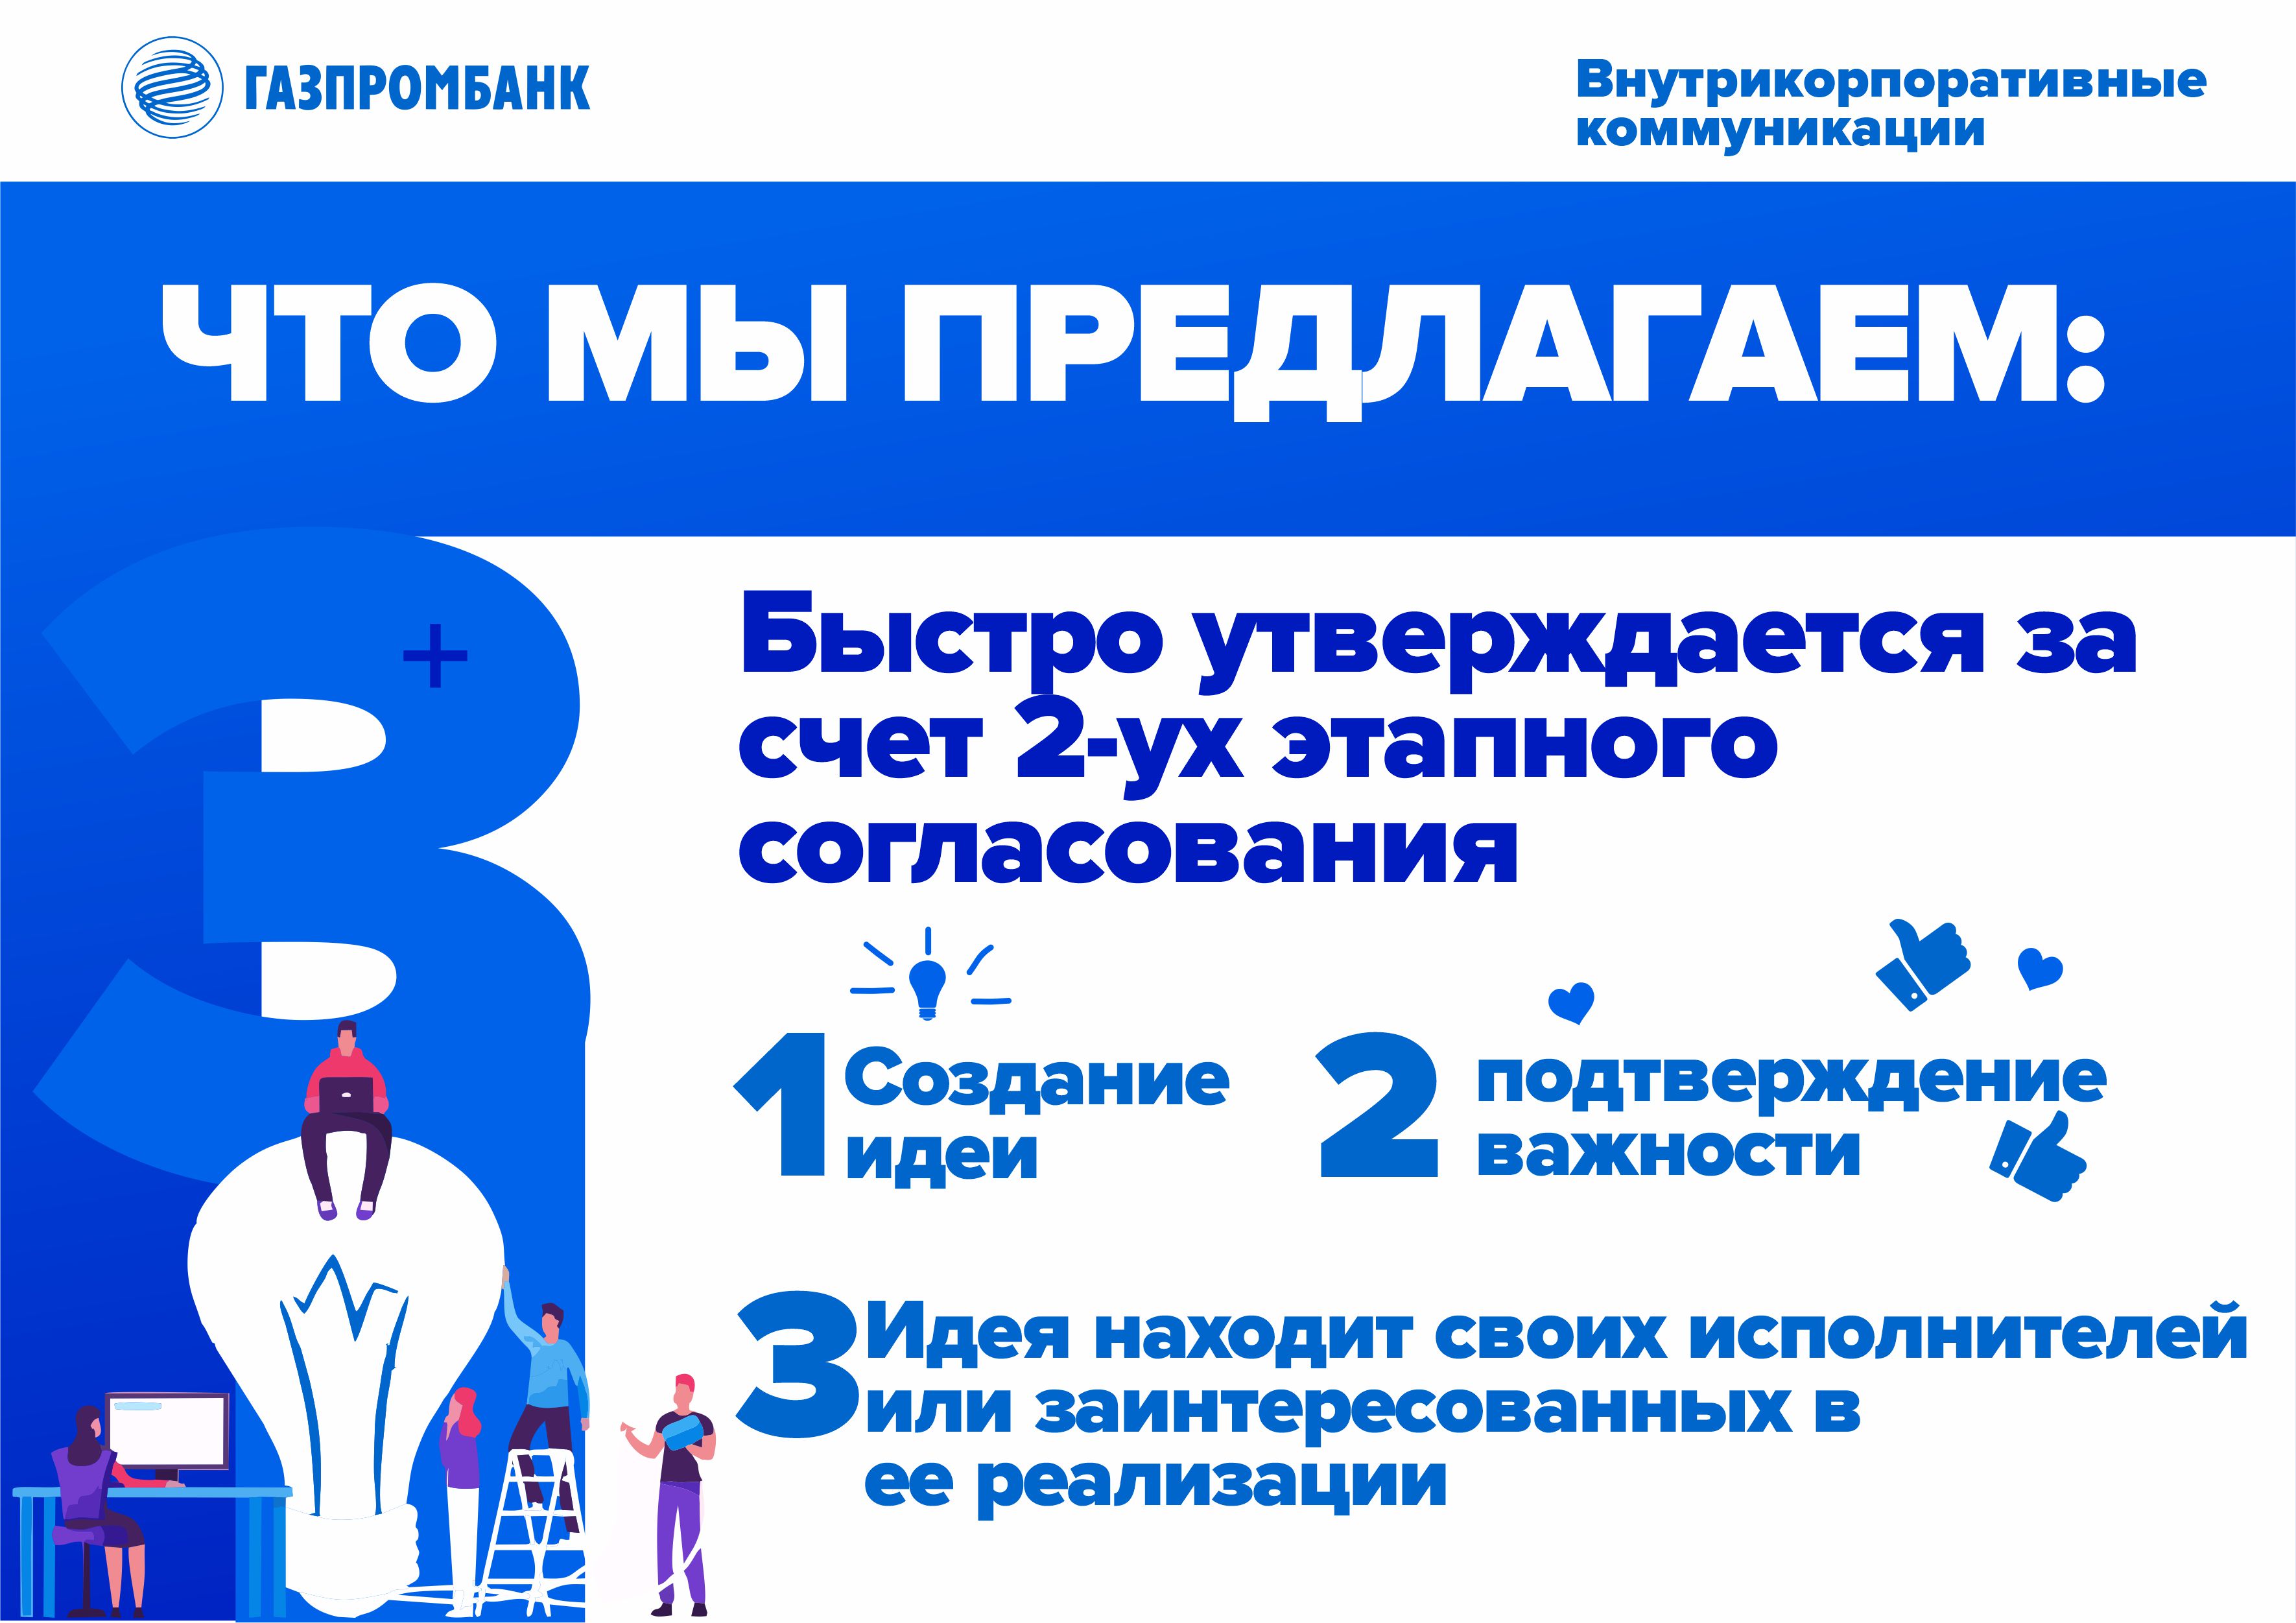 ГАЗПРОМБАНК
Внутрикорпоративные
коммуникации
ЧТО МЫ ПРЕДЛАГАЕМ:
3
+
Быстро утверждается за
счет 2-ух этапного
согласования
1 Создание
идеи
2 подтверждение
важности
3 Идея находит своих исполнителей
или заинтересованных в
ее реализации